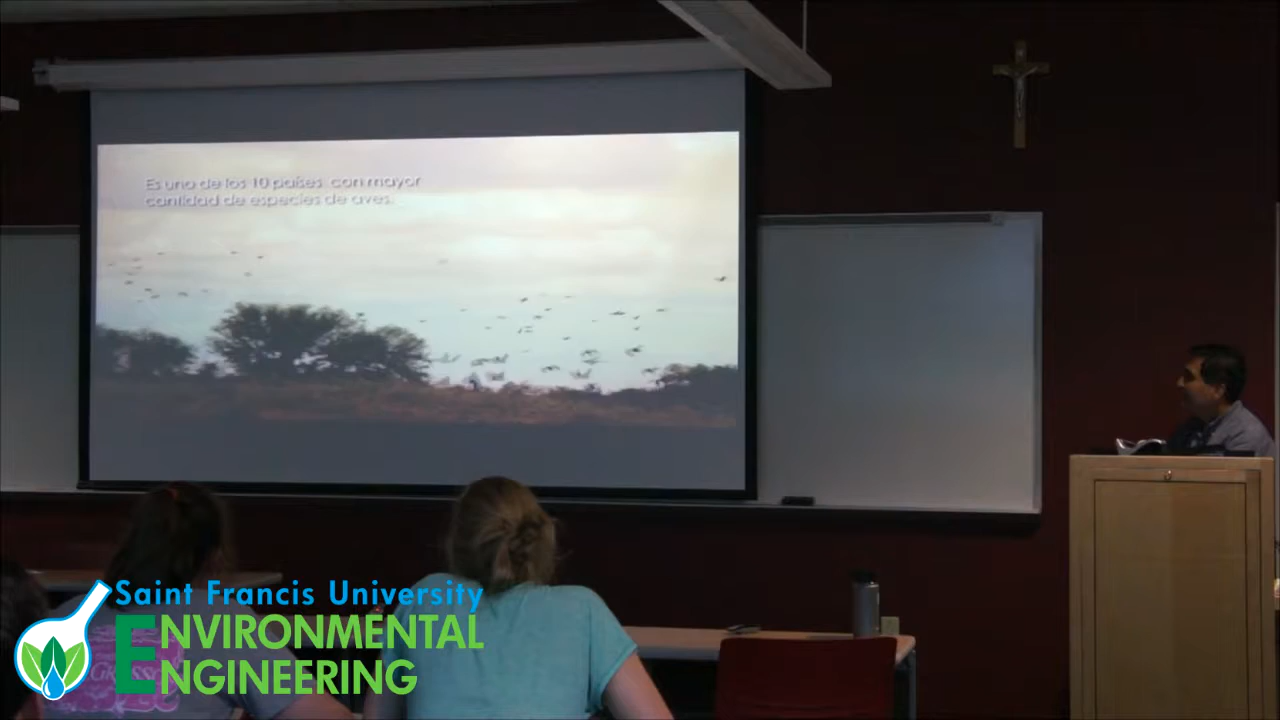 Es uno de los 10 países con mayor
cantidad de especies de aves.
Saint Francis University
ENVIRONMENTAL
ENGINEERING